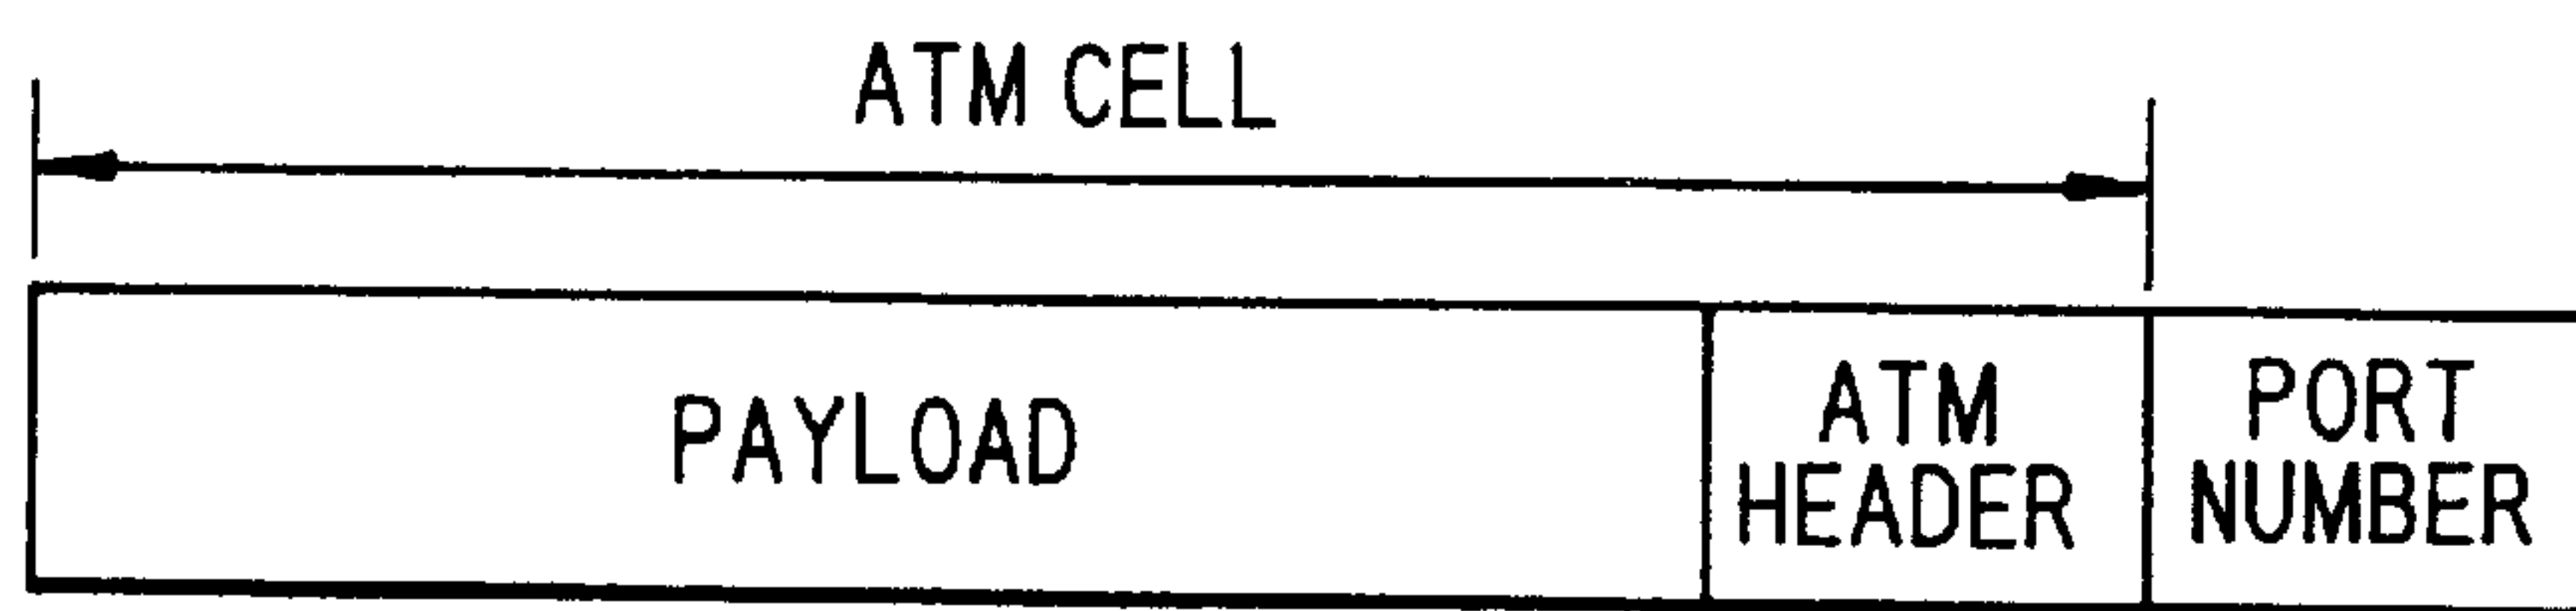 ATM CELL
PAYLOAD
ATM
HEADER
PORT
NUMBER